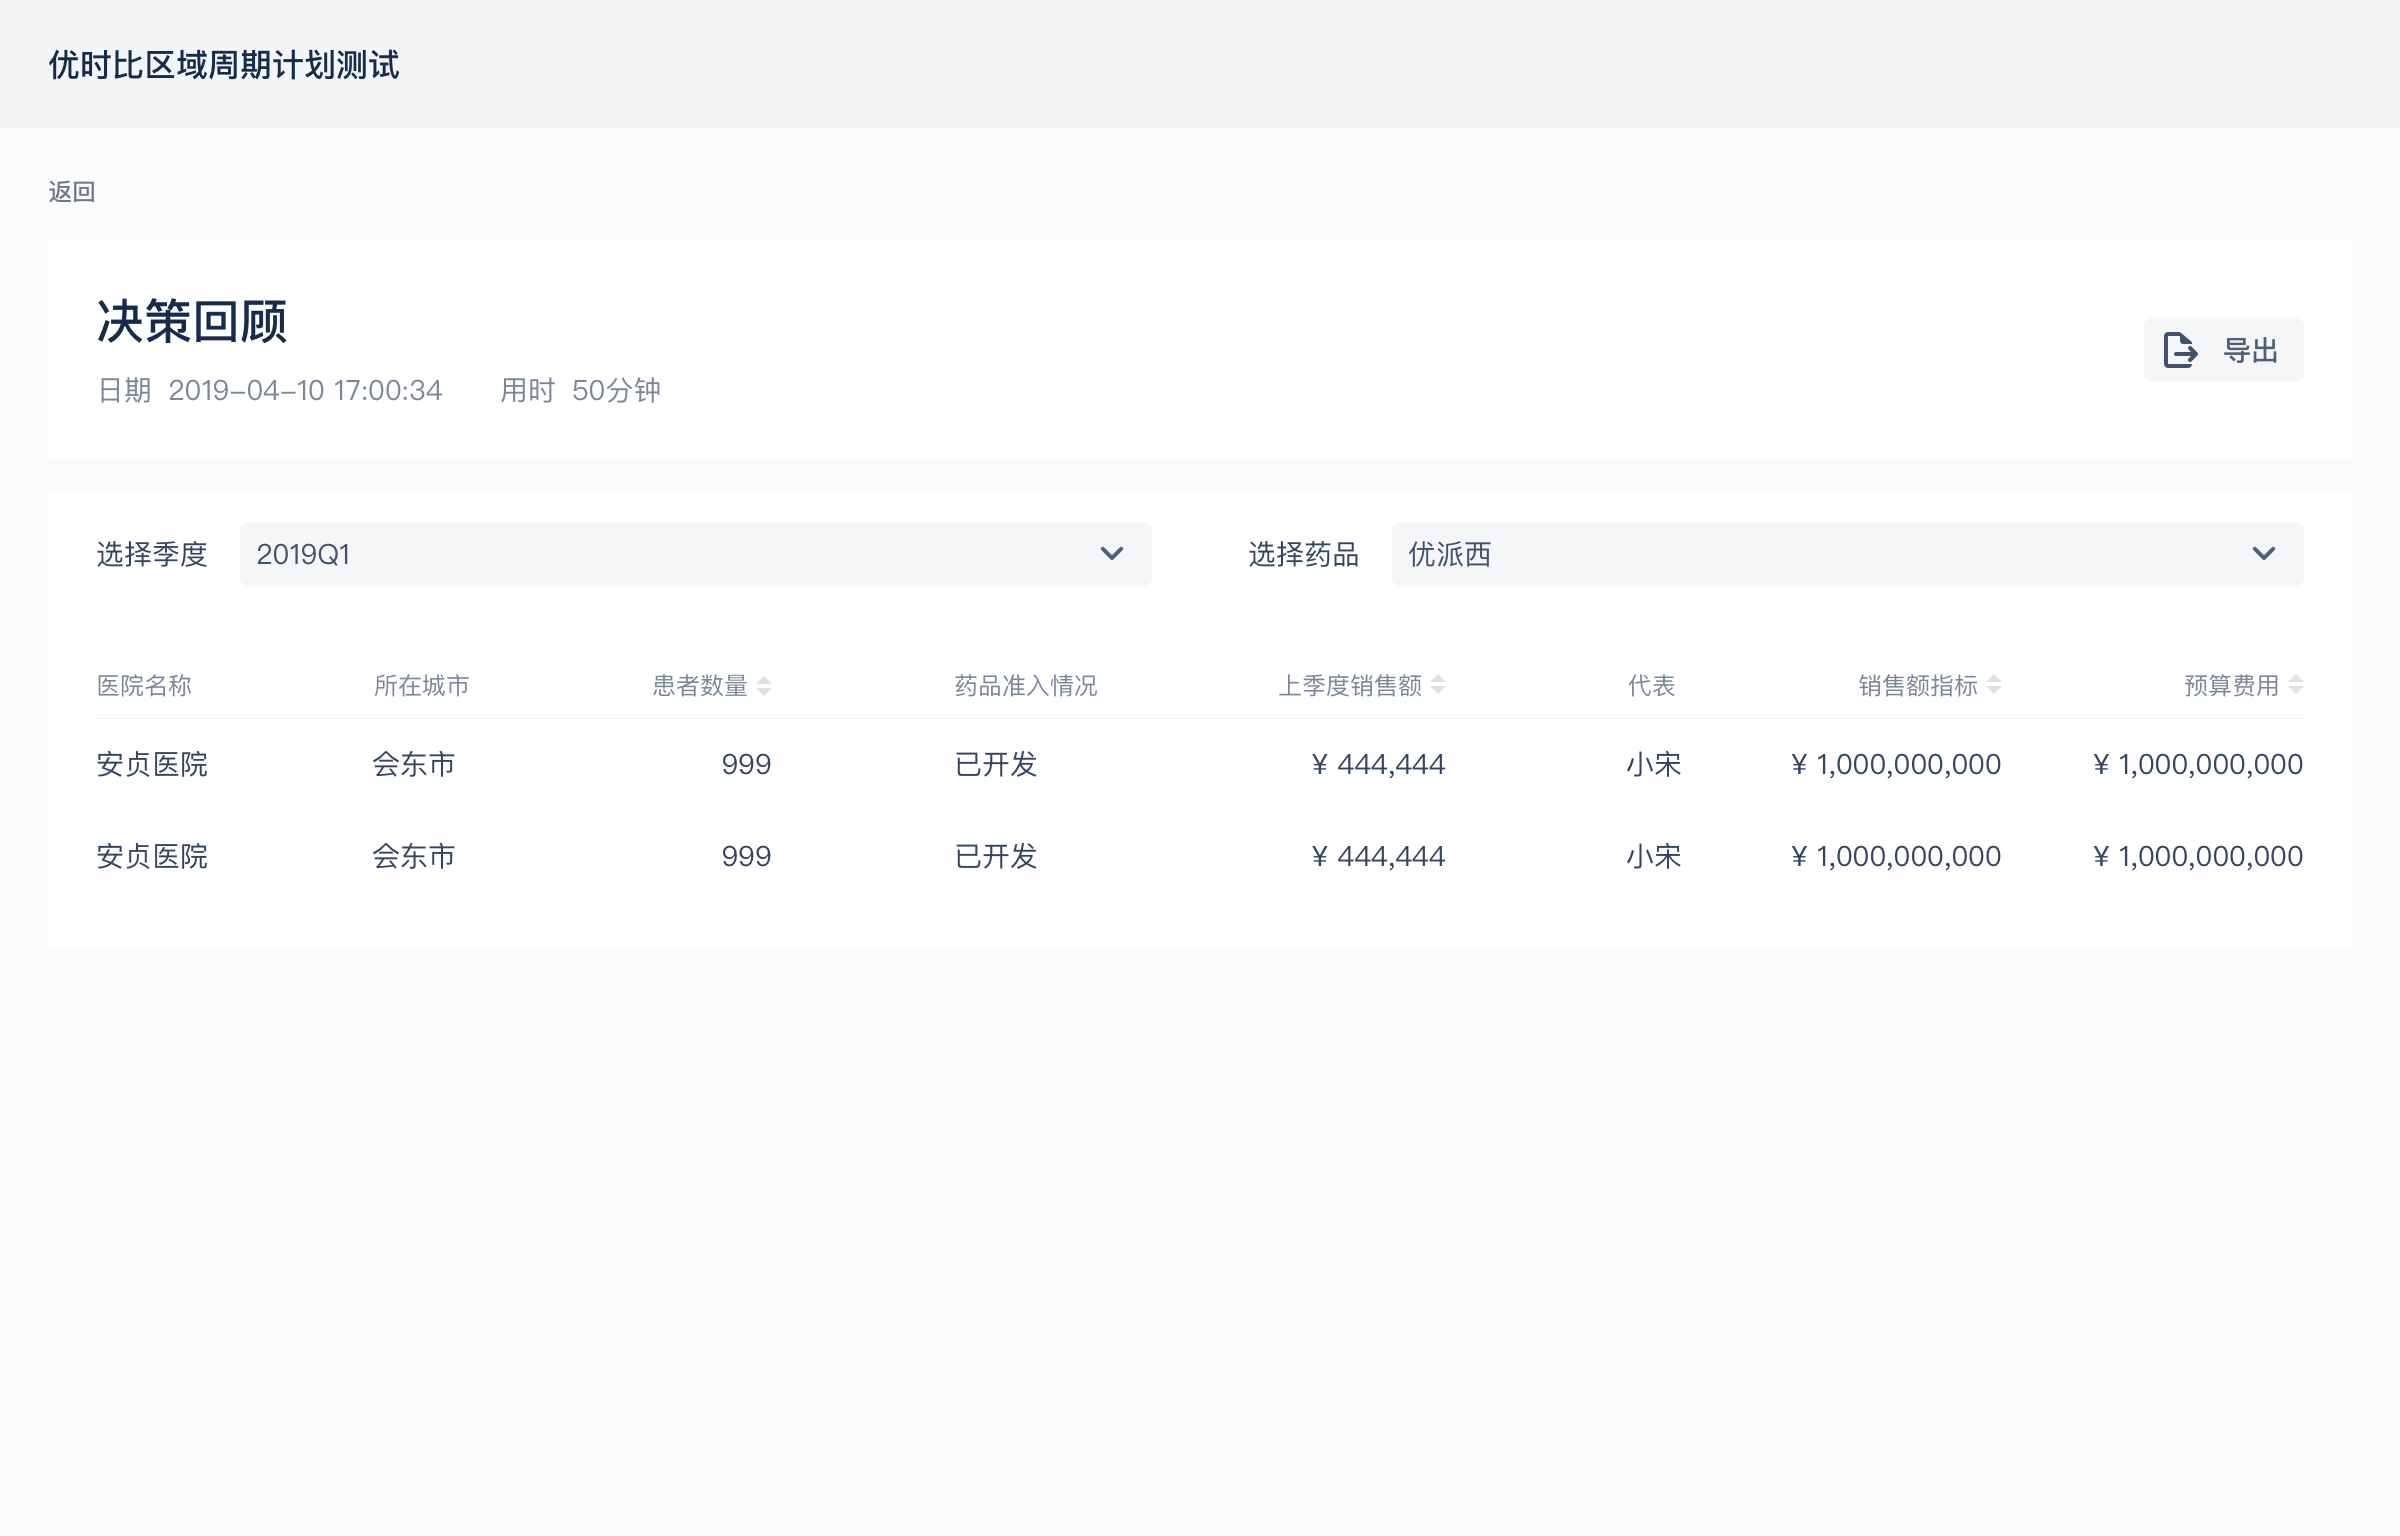 优时比区域周期计划测试
返回
决策回顾
日期 2019-04-10 17:00:34 用时 50分钟
导出
选择季度 2019Q1 选择药品 优派西
医院名称 所在城市 患者数量 药品准入情况 上季度销售额 代表 销售额指标 预算费用
安贞医院 会东市 999 已开发 ¥ 444,444 小宋 ¥ 1,000,000,000 ¥ 1,000,000,000
安贞医院 会东市 999 已开发 ¥ 444,444 小宋 ¥ 1,000,000,000 ¥ 1,000,000,000